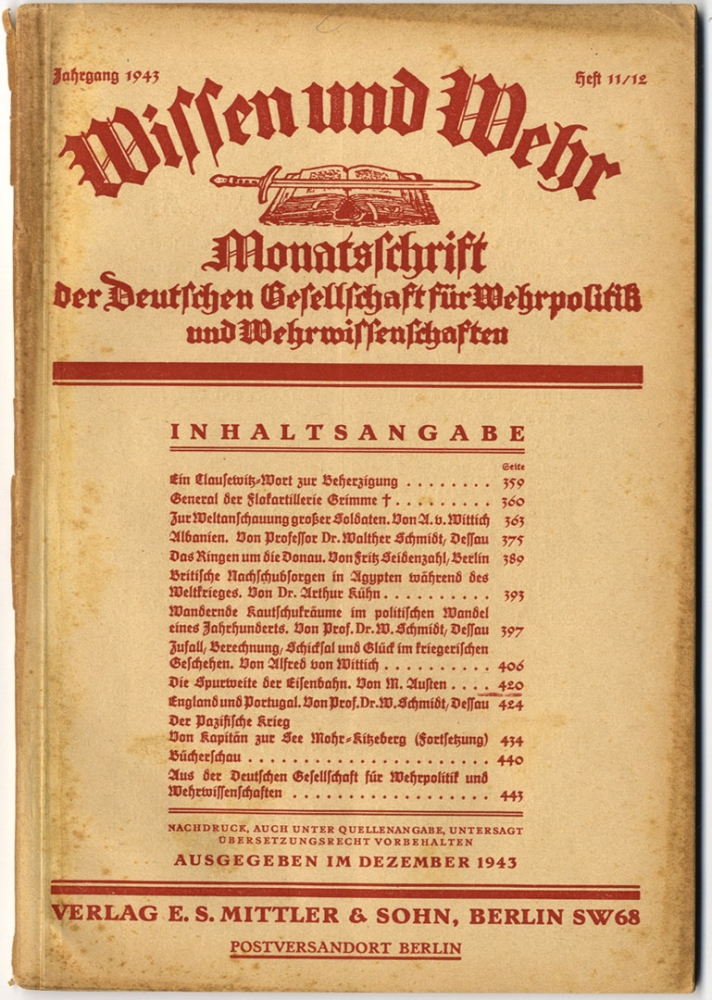 Jahrgang 1943
Heft 11/12
Wissen und Wehr
Monatsschrift
der Deutschen Gesellschaft für Wehrpolitik
und Wehrwissenschaften
INHALTSANGABE
Seite
Ein Clausewitz-Wort zur Beherzigung ........ 359
General der Flakartillerie Grimme † ......... 360
Zur Weltanschauung großer Soldaten. Von A. v. Wittich 363
Albanien. Von Professor Dr. Walther Schmidt, Dessau 375
Das Ringen um die Donau. Von Fritz Seidenzahl, Berlin 389
Britische Nachschubsorgen in Ägypten während des
Weltkrieges. Von Dr. Arthur Kühn .......... 393
Wandernde Kautschukräume im politischen Wandel
eines Jahrhunderts. Von Prof. Dr. W. Schmidt, Dessau 397
Zufall, Berechnung, Schicksal und Glück im kriegerischen
Geschehen. Von Alfred von Wittich .......... 406
Die Spurweite der Eisenbahn. Von M. Austen .... 420
England und Portugal. Von Prof. Dr. W. Schmidt, Dessau 424
Der Pazifische Krieg
Von Kapitän zur See Mohr-Kitzeberg (Fortsetzung) 434
Bücherschau ..................... 440
Aus der Deutschen Gesellschaft für Wehrpolitik und
Wehrwissenschaften ................. 443
NACHDRUCK, AUCH UNTER QUELLENANGABE, UNTERSAGT
ÜBERSETZUNGSRECHT VORBEHALTEN
AUSGEGEBEN IM DEZEMBER 1943
VERLAG E. S. MITTLER & SOHN, BERLIN SW68
POSTVERSANDORT BERLIN